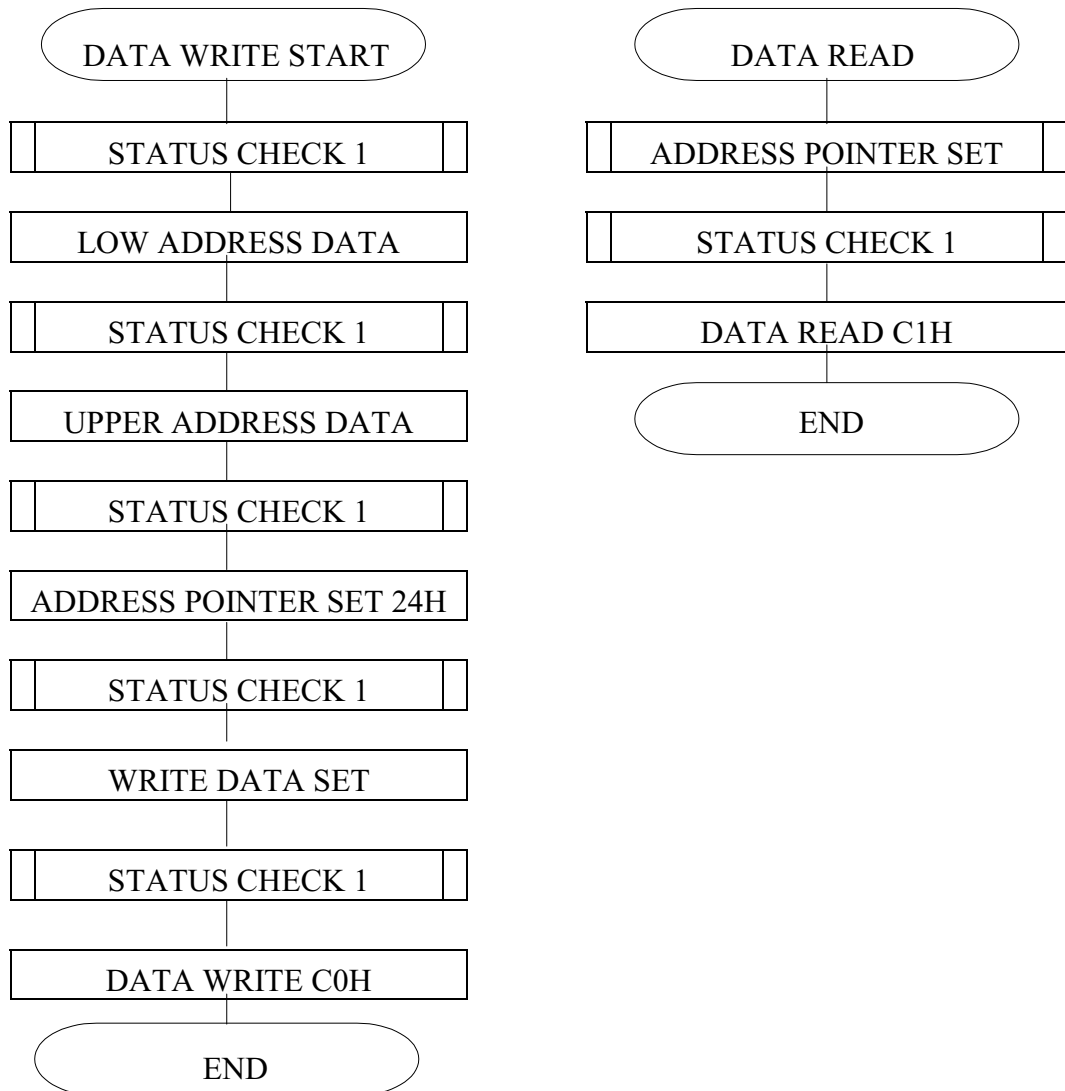 DATA WRITE START
STATUS CHECK 1
LOW ADDRESS DATA
STATUS CHECK 1
UPPER ADDRESS DATA
STATUS CHECK 1
ADDRESS POINTER SET 24H
STATUS CHECK 1
WRITE DATA SET
STATUS CHECK 1
DATA WRITE C0H
END
DATA READ
ADDRESS POINTER SET
STATUS CHECK 1
DATA READ C1H
END